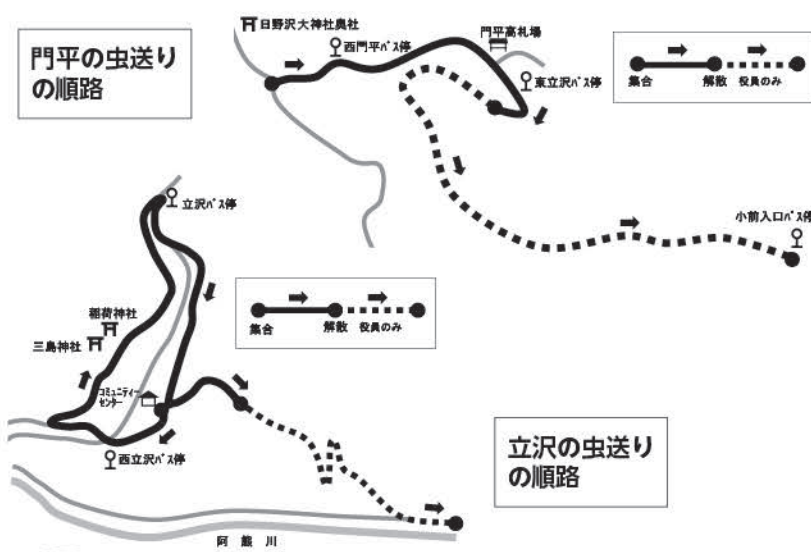 門平の虫送り
の順路
日野沢大神社奥社
西門平バス停
門平高札場
東立沢バス停
集合
解散
役員のみ
小前入口バス停
立沢バス停
稲荷神社
三島神社
コミュニティー
センター
西立沢バス停
集合
解散
役員のみ
立沢の虫送り
の順路
阿熊川